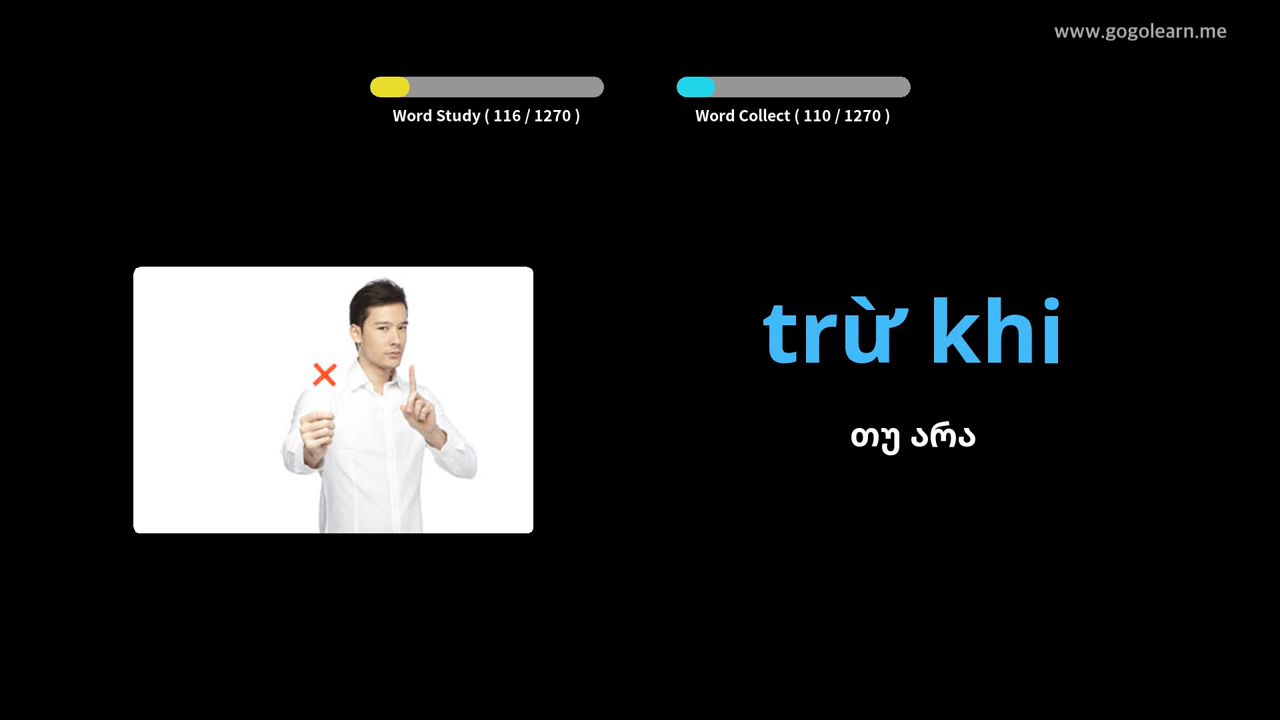 www.gogolearn.me
Word Study ( 116 / 1270 )
Word Collect ( 110 / 1270 )
trừ khi
თუ არა